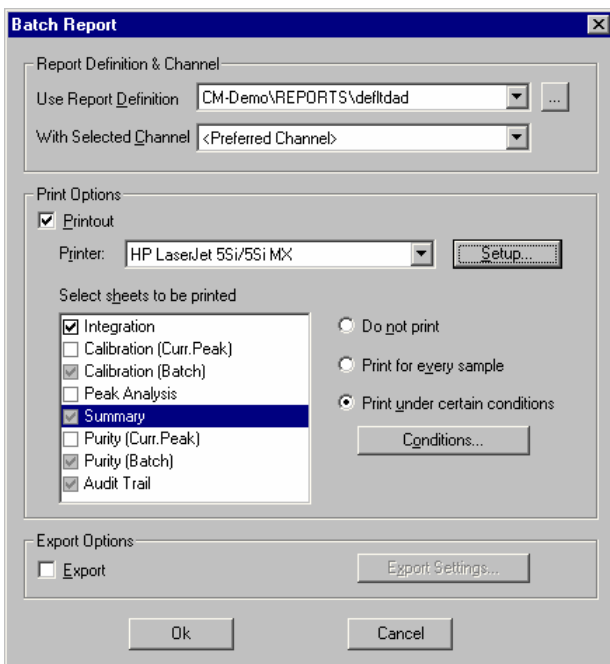 Batch Report
Report Definition & Channel
Use Report Definition CM-Demo\REPORTS\defltdad ...
With Selected Channel <Preferred Channel>
Print Options
Printout
Printer: HP LaserJet 5Si/5Si MX Setup...
Select sheets to be printed
Integration
Calibration (Curr.Peak)
Calibration (Batch)
Peak Analysis
Summary
Purity (Curr.Peak)
Purity (Batch)
Audit Trail
Do not print
Print for every sample
Print under certain conditions
Conditions...
Export Options
Export Export Settings...
Ok Cancel